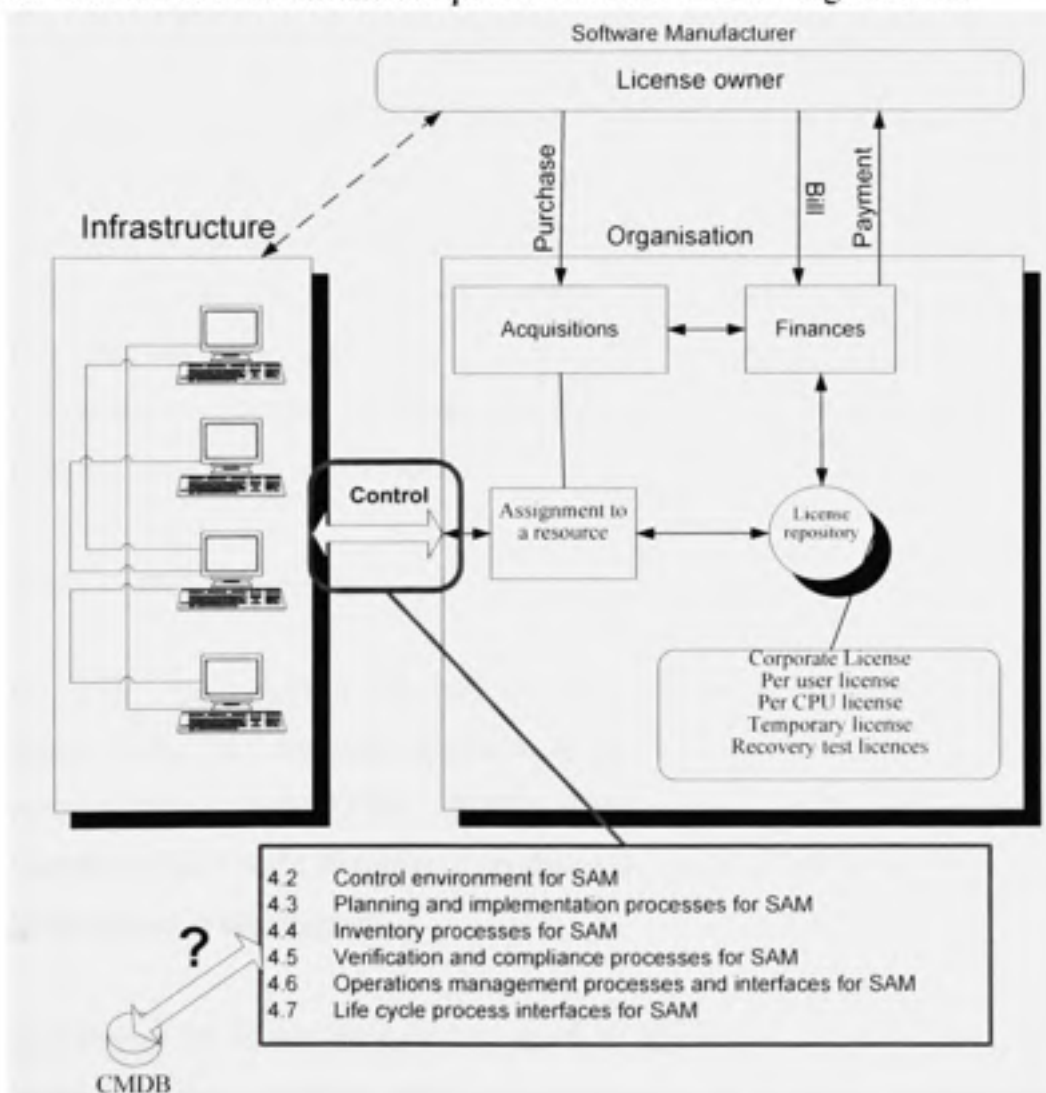 Software Manufacturer
License owner
Purchase
Bill
Payment
Infrastructure
Organisation
Acquisitions
Finances
Control
Assignment to
a resource
License
repository
Corporate License
Per user license
Per CPU license
Temporary license
Recovery test licences
4.2 Control environment for SAM
4.3 Planning and implementation processes for SAM
4.4 Inventory processes for SAM
4.5 Verification and compliance processes for SAM
4.6 Operations management processes and interfaces for SAM
4.7 Life cycle process interfaces for SAM
?
CMDB